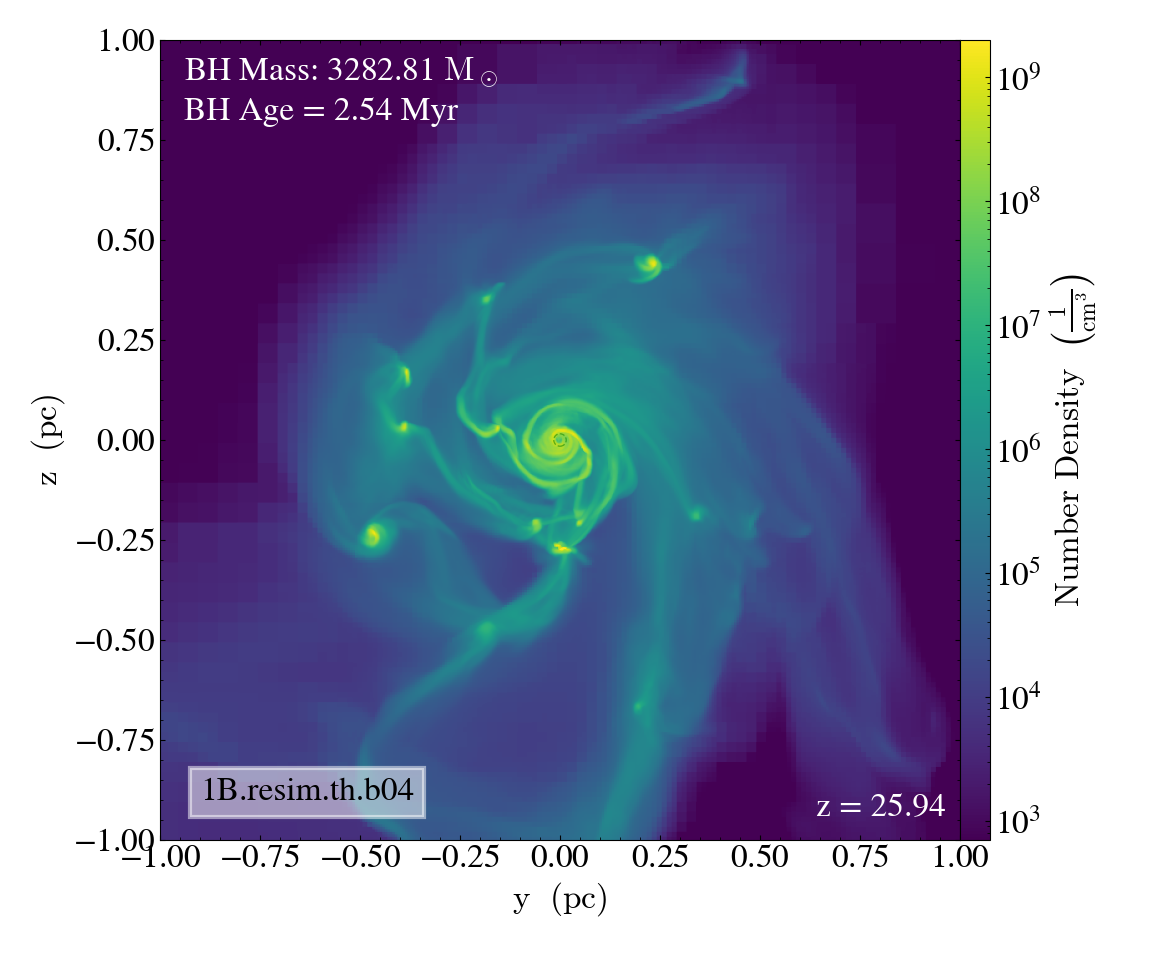 BH Mass: 3282.81 M⊙
BH Age = 2.54 Myr
1B.resim.th.b04
z = 25.94
1.00
0.75
0.50
0.25
0.00
−0.25
−0.50
−0.75
−1.00
z (pc)
−1.00 −0.75 −0.50 −0.25 0.00 0.25 0.50 0.75 1.00
y (pc)
10⁹
10⁸
10⁷
10⁶
10⁵
10⁴
10³
Number Density (1/cm³)